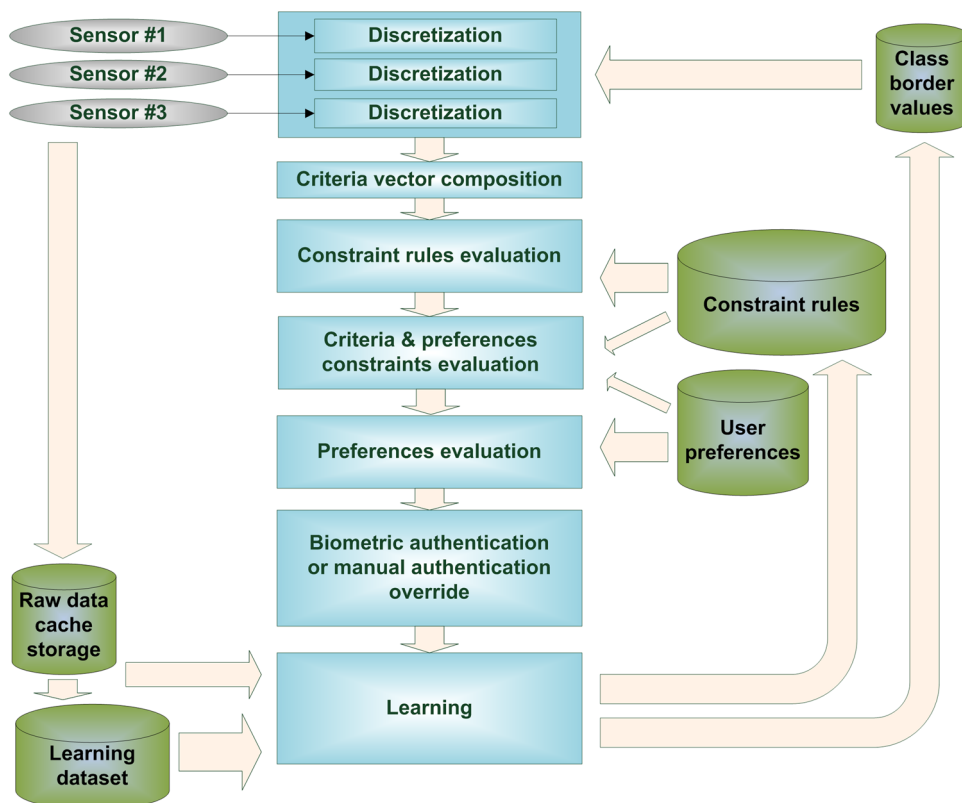 Sensor #1
Discretization
Sensor #2
Discretization
Sensor #3
Discretization
Class
border
values
Criteria vector composition
Constraint rules evaluation
Constraint rules
Criteria & preferences
constraints evaluation
User
preferences
Preferences evaluation
Biometric authentication
or manual authentication
override
Raw data
cache
storage
Learning
Learning
dataset